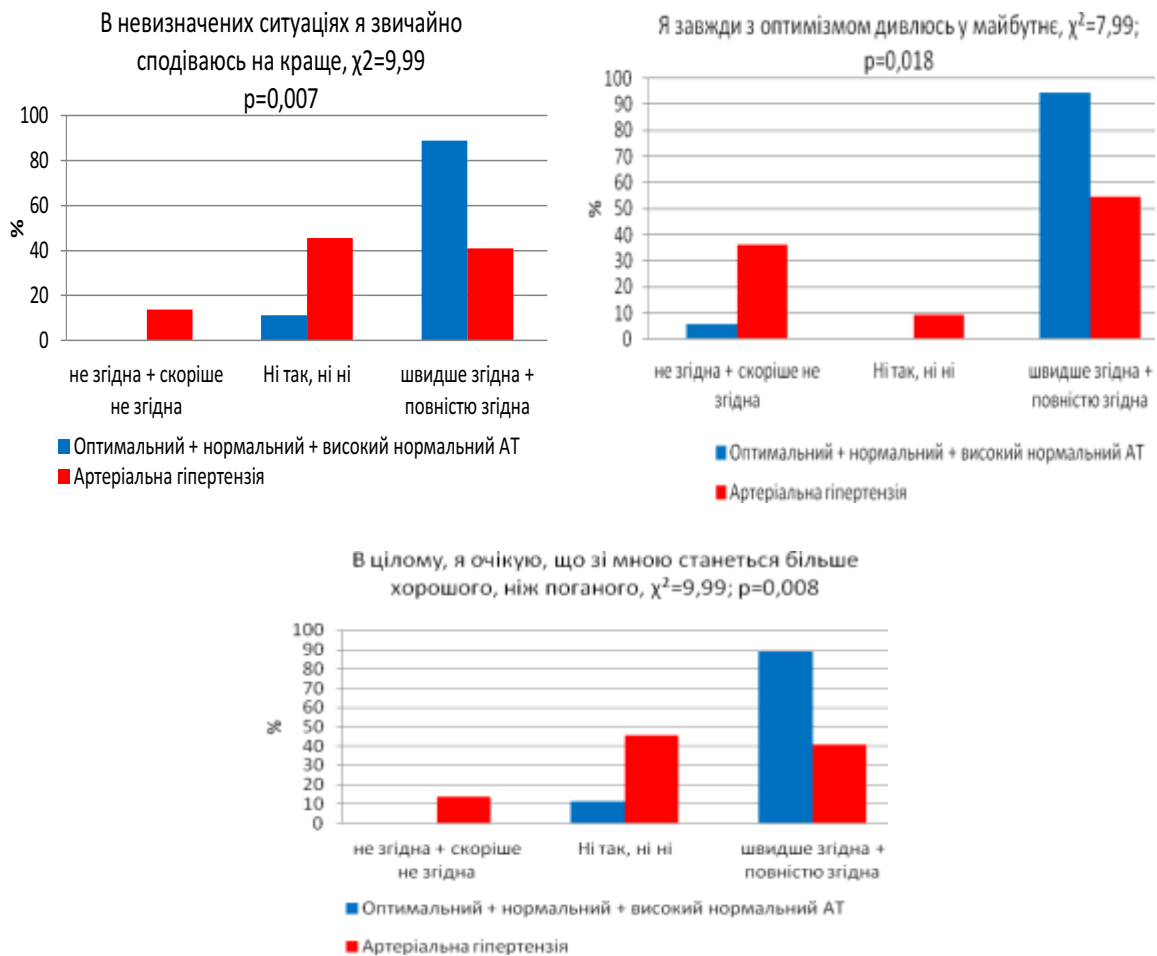 В невизначених ситуаціях я звичайно
сподіваюсь на краще, χ2=9,99
p=0,007
100
80
60
40
20
0
%
не згідна + скоріше
не згідна
Ні так, ні ні
швидше згідна +
повністю згідна
Оптимальний + нормальний + високий нормальний АТ
Артеріальна гіпертензія
Я завжди з оптимізмом дивлюсь у майбутнє, χ²=7,99;
p=0,018
100
90
80
70
60
50
40
30
20
10
0
%
не згідна + скоріше не
згідна
Ні так, ні ні
швидше згідна +
повністю згідна
Оптимальний + нормальний + високий нормальний АТ
Артеріальна гіпертензія
В цілому, я очікую, що зі мною станеться більше
хорошого, ніж поганого, χ²=9,99; p=0,008
100
90
80
70
60
50
40
30
20
10
0
%
не згідна + скоріше
не згідна
Ні так, ні ні
швидше згідна +
повністю згідна
Оптимальний + нормальний + високий нормальний АТ
Артеріальна гіпертензія